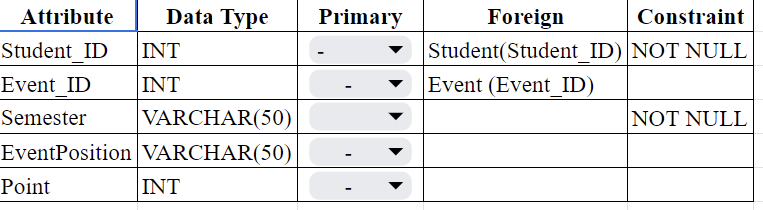 Attribute Data Type Primary Foreign Constraint
Student_ID INT - Student(Student_ID) NOT NULL
Event_ID INT - Event (Event_ID)
Semester VARCHAR(50) NOT NULL
EventPosition VARCHAR(50) -
Point INT -